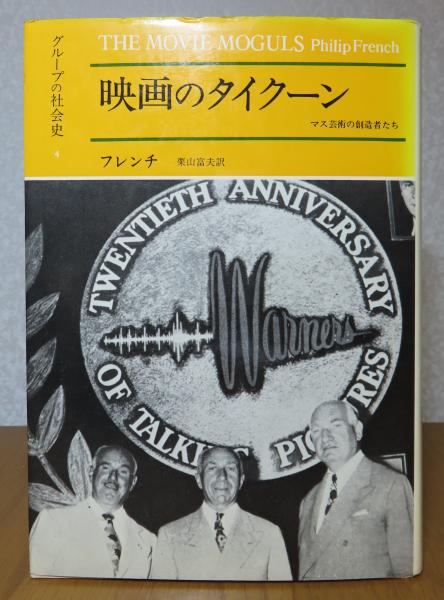 THE MOVIE MOGULS Philip French
映画のタイクーン
マス芸術の創造者たち
フレンチ 栗山富夫訳
グループの社会史 4
TWENTIETH ANNIVERSARY
Warners
OF TALKING PICTURES